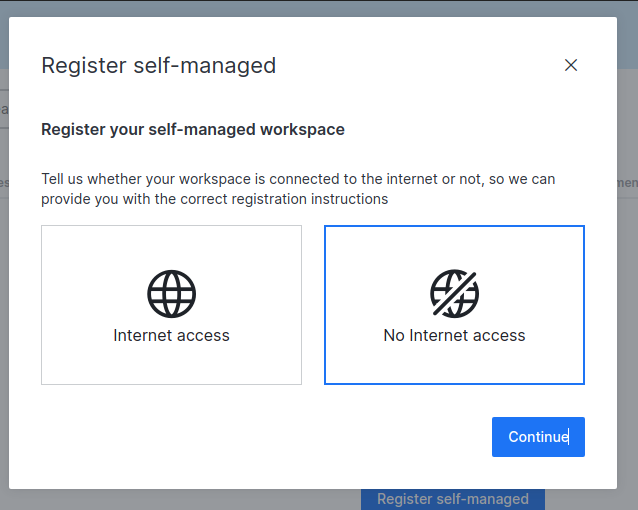 Register self-managed
Register your self-managed workspace
Tell us whether your workspace is connected to the internet or not, so we can
provide you with the correct registration instructions
Internet access
No Internet access
Continue
Register self-managed